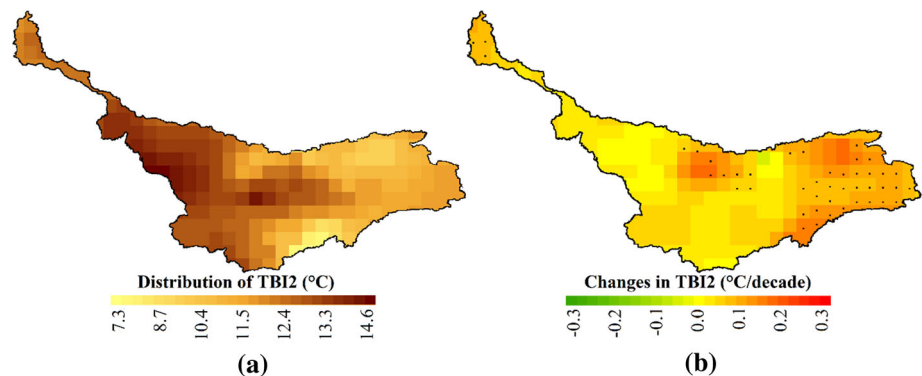 Distribution of TBI2 (°C)
7.3 8.7 10.4 11.5 12.4 13.3 14.6
(a)
Changes in TBI2 (°C/decade)
-0.3 -0.2 -0.1 0.0 0.1 0.2 0.3
(b)